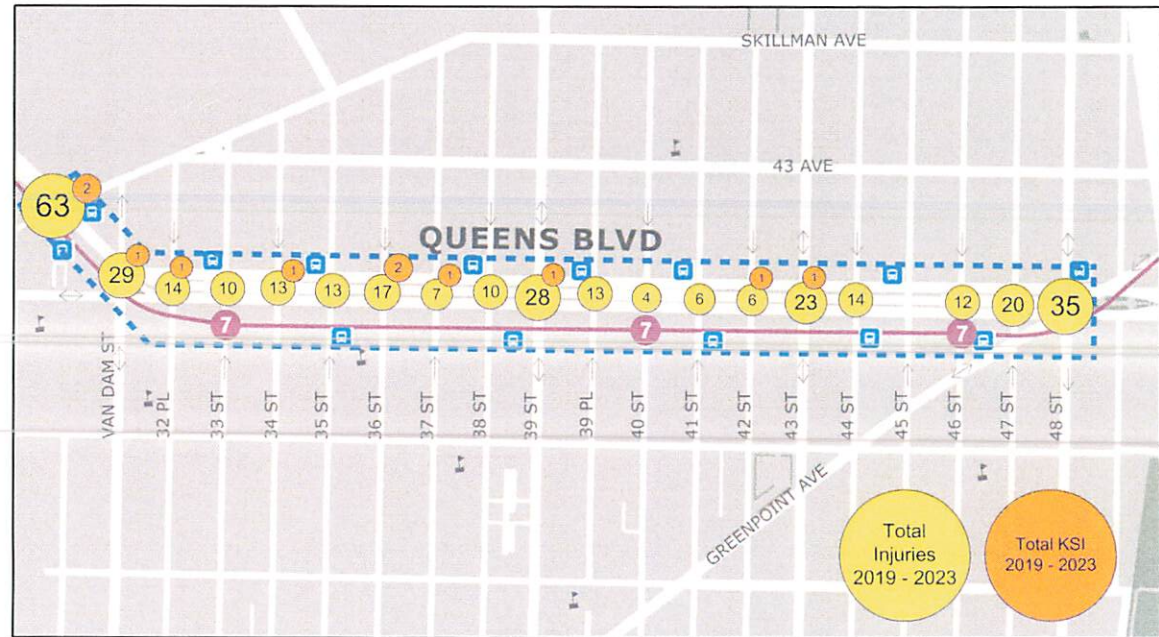 SKILLMAN AVE
43 AVE
QUEENS BLVD
63
2
29
1
14
1
10
13
1
13
17
2
7
1
10
28
1
13
4
6
6
1
23
1
14
12
20
35
7
7
7
VAN DAM ST
32 PL
33 ST
34 ST
35 ST
36 ST
37 ST
38 ST
39 ST
39 PL
40 ST
41 ST
42 ST
43 ST
44 ST
45 ST
46 ST
47 ST
48 ST
GREENPOINT AVE
Total
Injuries
2019 - 2023
Total KSI
2019 - 2023